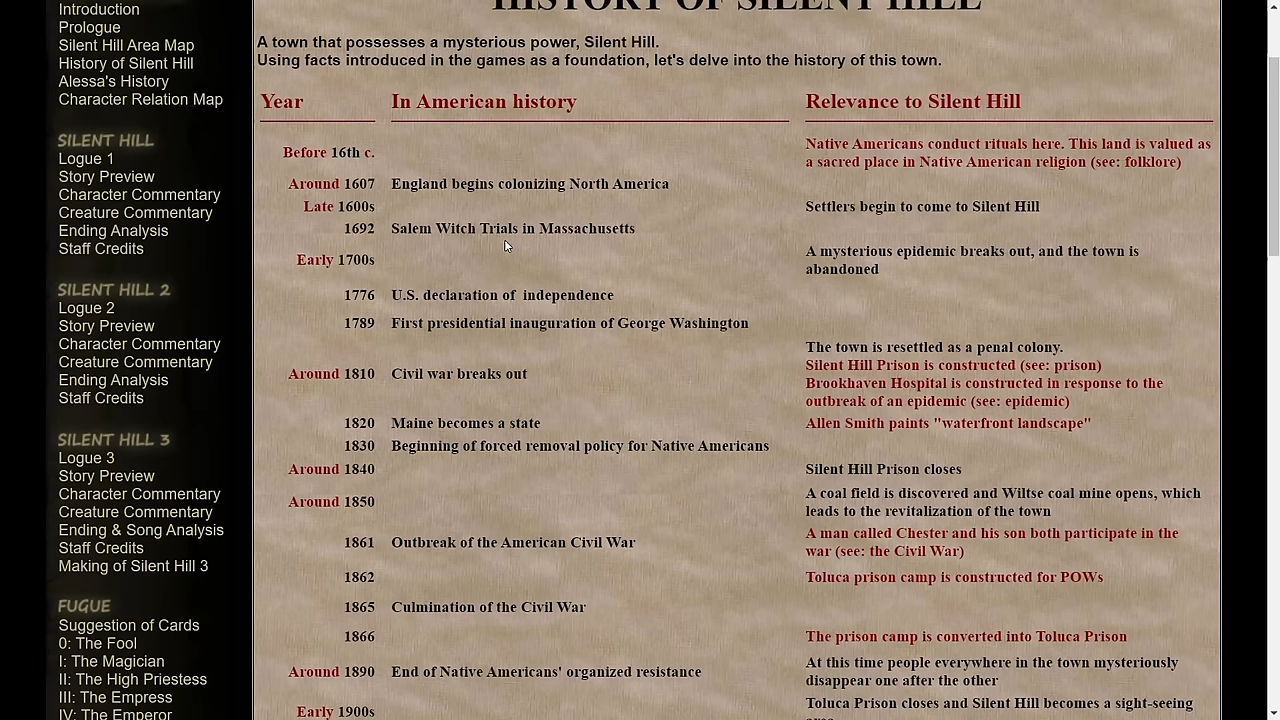 Introduction
Prologue
Silent Hill Area Map
History of Silent Hill
Alessa's History
Character Relation Map
SILENT HILL
Logue 1
Story Preview
Character Commentary
Creature Commentary
Ending Analysis
Staff Credits
SILENT HILL 2
Logue 2
Story Preview
Character Commentary
Creature Commentary
Ending Analysis
Staff Credits
SILENT HILL 3
Logue 3
Story Preview
Character Commentary
Creature Commentary
Ending & Song Analysis
Staff Credits
Making of Silent Hill 3
FUGUE
Suggestion of Cards
0: The Fool
I: The Magician
II: The High Priestess
III: The Empress
IV: The Emperor
HISTORY OF SILENT HILL
A town that possesses a mysterious power, Silent Hill.
Using facts introduced in the games as a foundation, let's delve into the history of this town.
Year In American history Relevance to Silent Hill
Before 16th c. Native Americans conduct rituals here. This land is valued as
a sacred place in Native American religion (see: folklore)
Around 1607 England begins colonizing North America
Late 1600s Settlers begin to come to Silent Hill
1692 Salem Witch Trials in Massachusetts
Early 1700s A mysterious epidemic breaks out, and the town is
abandoned
1776 U.S. declaration of independence
1789 First presidential inauguration of George Washington
Around 1810 Civil war breaks out The town is resettled as a penal colony.
Silent Hill Prison is constructed (see: prison)
Brookhaven Hospital is constructed in response to the
outbreak of an epidemic (see: epidemic)
1820 Maine becomes a state Allen Smith paints "waterfront landscape"
1830 Beginning of forced removal policy for Native Americans
Around 1840 Silent Hill Prison closes
Around 1850 A coal field is discovered and Wiltse coal mine opens, which
leads to the revitalization of the town
1861 Outbreak of the American Civil War A man called Chester and his son both participate in the
war (see: the Civil War)
1862 Toluca prison camp is constructed for POWs
1865 Culmination of the Civil War
1866 The prison camp is converted into Toluca Prison
Around 1890 End of Native Americans' organized resistance At this time people everywhere in the town mysteriously
disappear one after the other
Early 1900s Toluca Prison closes and Silent Hill becomes a sight-seeing